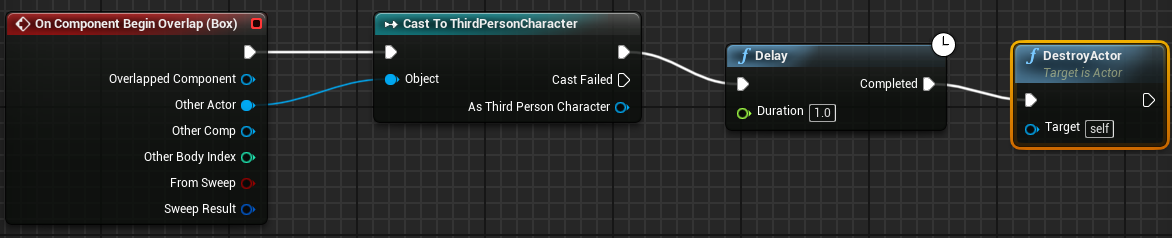 On Component Begin Overlap (Box)
Overlapped Component
Other Actor
Other Comp
Other Body Index
From Sweep
Sweep Result
Cast To ThirdPersonCharacter
Object
Cast Failed
As Third Person Character
f Delay
Completed
Duration 1.0
f DestroyActor
Target is Actor
Target self